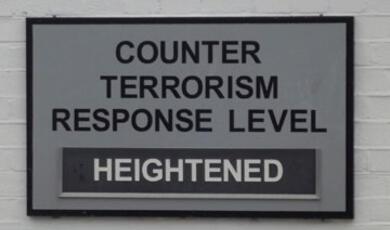 COUNTER
TERRORISM
RESPONSE LEVEL
HEIGHTENED